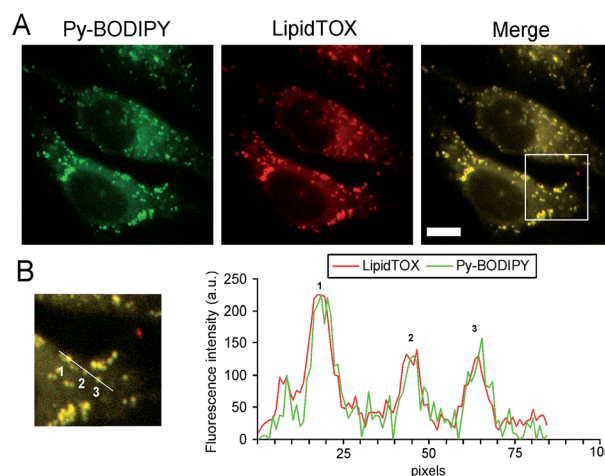 A
Py-BODIPY LipidTOX Merge
B
1
2
3
LipidTOX Py-BODIPY
Fluorescence intensity (a.u.)
250
200
150
100
50
0
1
2
3
25 50 75 10
pixels